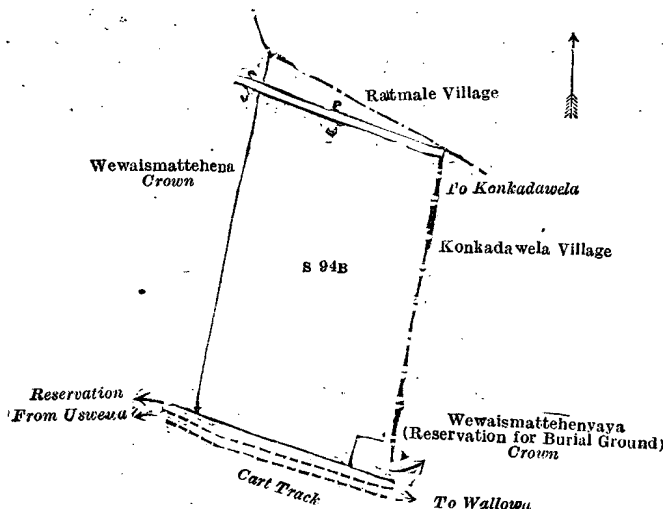 Ratmale Village
Wewaismattehena
Crown
To Konkadawela
Konkadawela Village
S 94B
Reservation
From Uswewa
Wewaismattehenyaya
(Reservation for Burial Ground)
Crown
Cart Track
To Wallowa